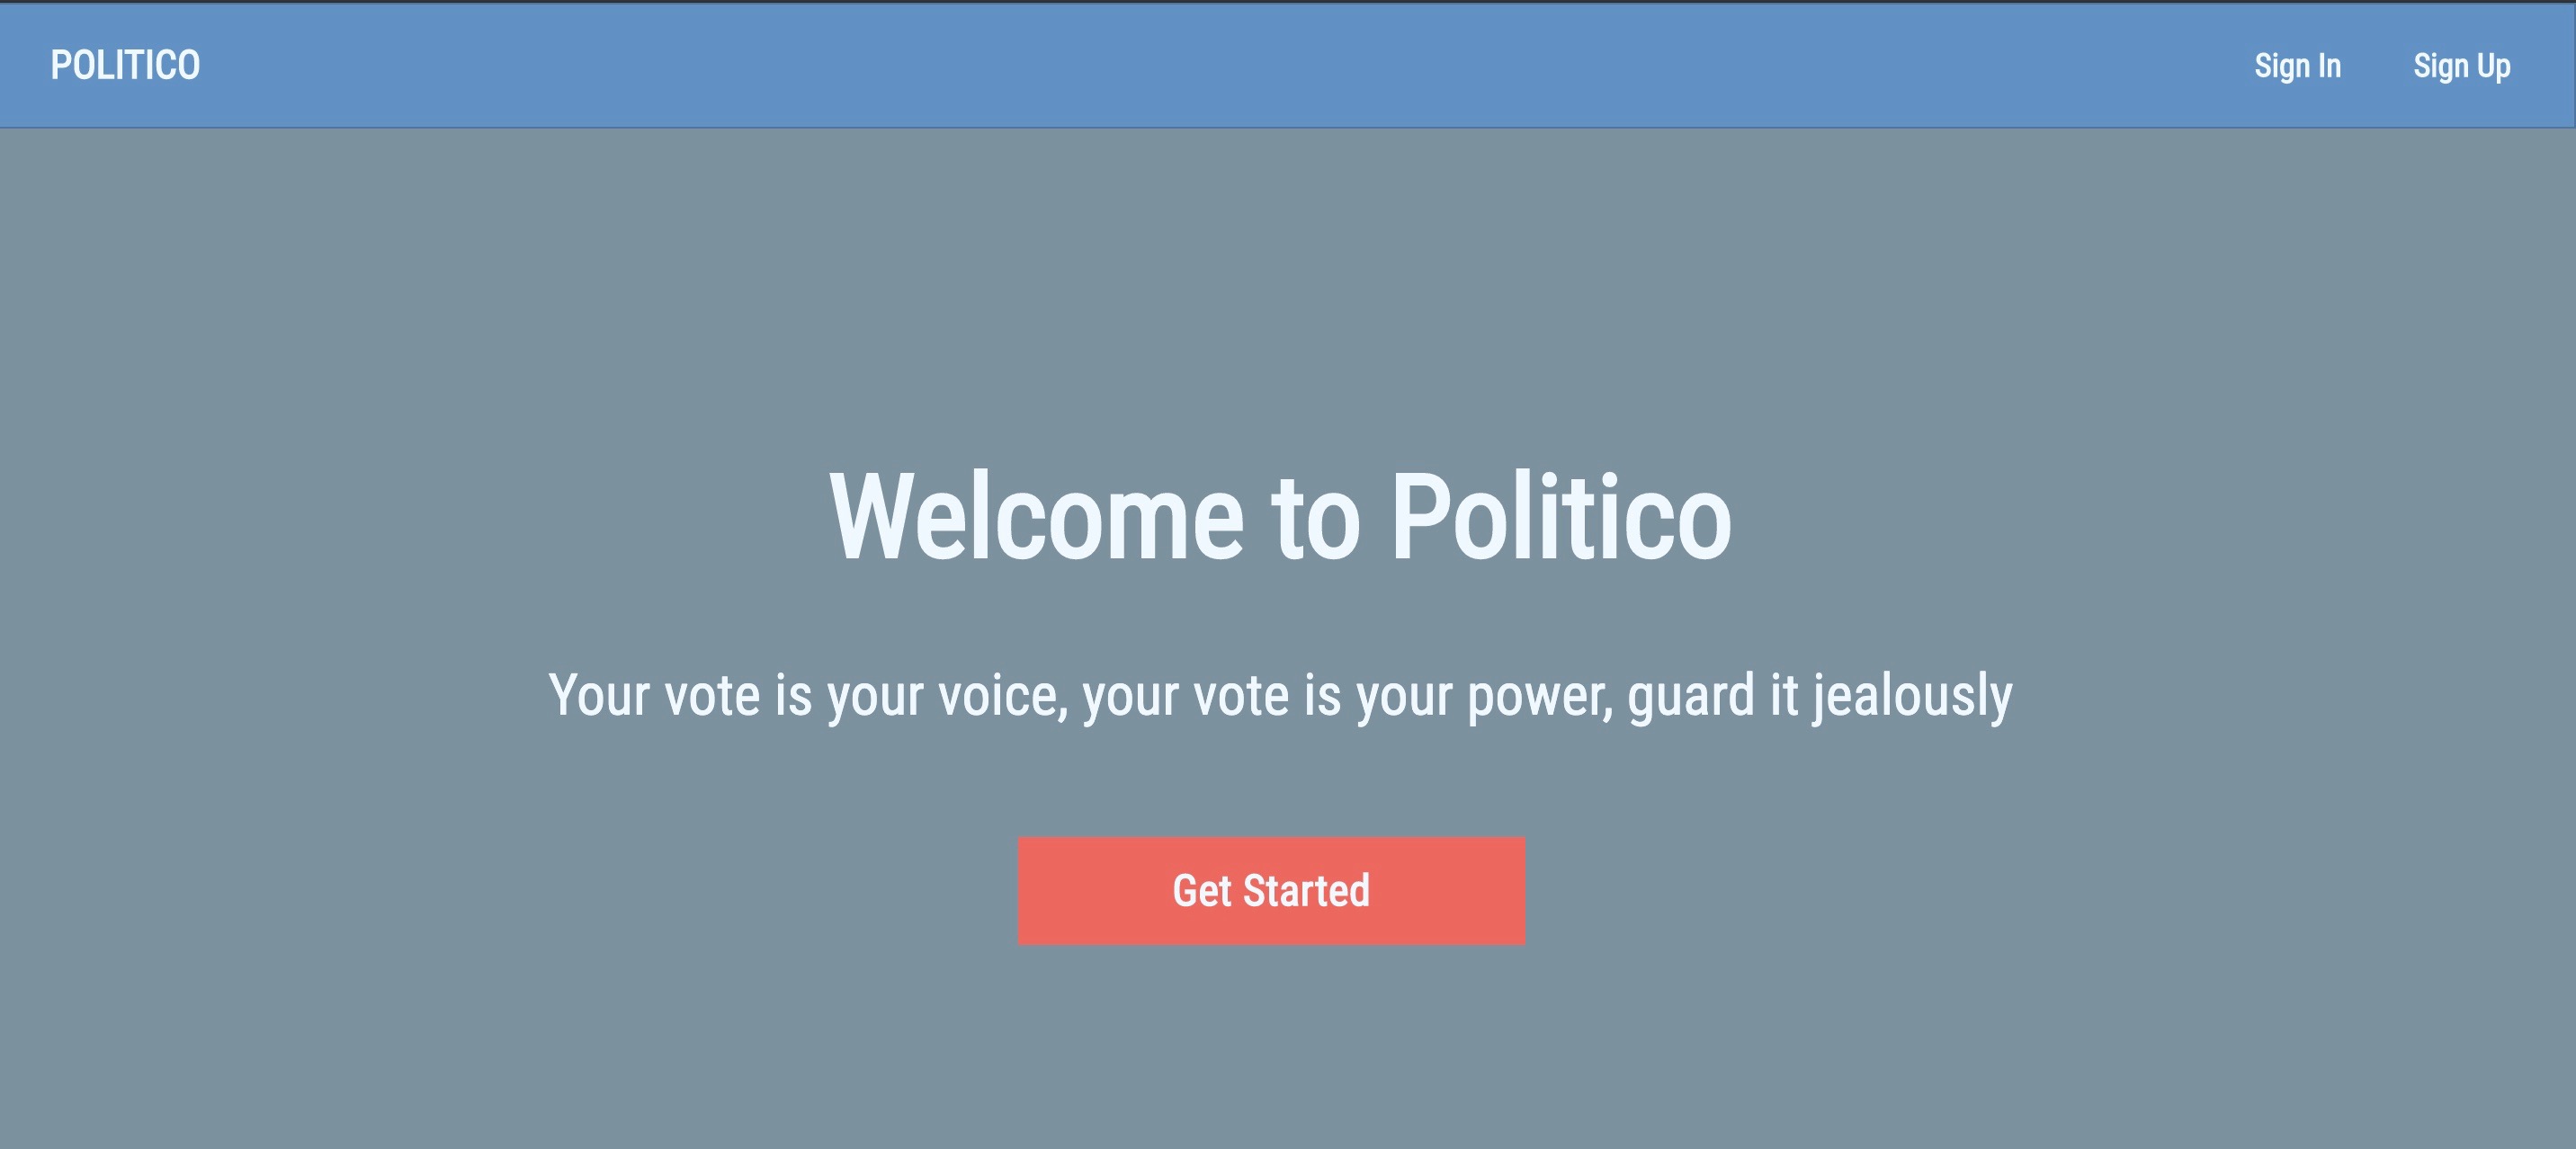 POLITICO
Sign In
Sign Up
Welcome to Politico
Your vote is your voice, your vote is your power, guard it jealously
Get Started